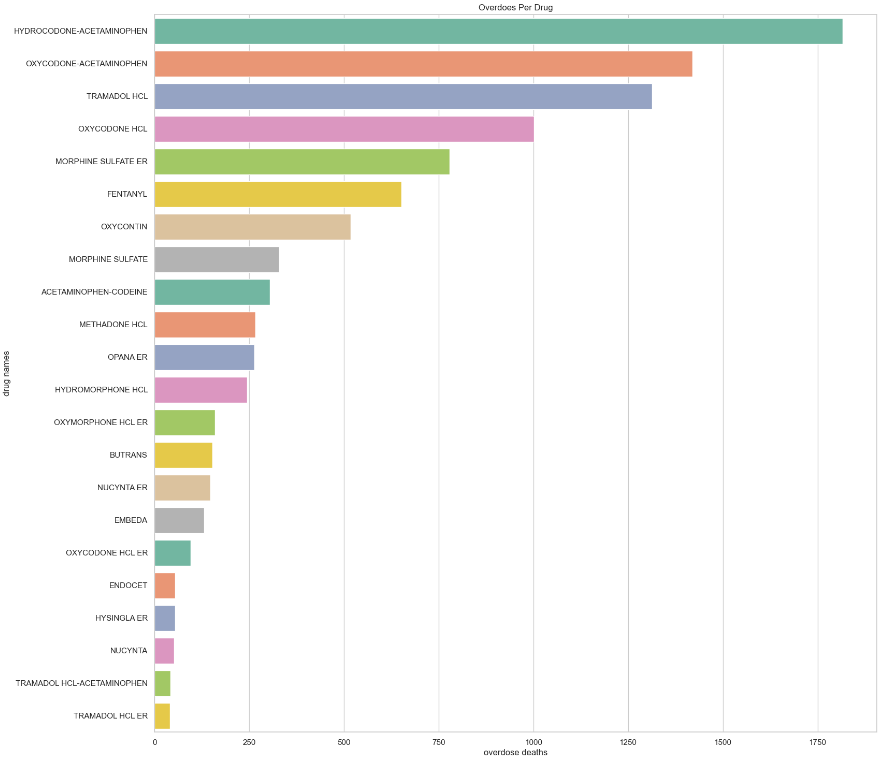 Overdoes Per Drug
HYDROCODONE-ACETAMINOPHEN
OXYCODONE-ACETAMINOPHEN
TRAMADOL HCL
OXYCODONE HCL
MORPHINE SULFATE ER
FENTANYL
OXYCONTIN
MORPHINE SULFATE
ACETAMINOPHEN-CODEINE
METHADONE HCL
OPANA ER
HYDROMORPHONE HCL
OXYMORPHONE HCL ER
BUTRANS
NUCYNTA ER
EMBEDA
OXYCODONE HCL ER
ENDOCET
HYSINGLA ER
NUCYNTA
TRAMADOL HCL-ACETAMINOPHEN
TRAMADOL HCL ER
drug names
0 250 500 750 1000 1250 1500 1750
overdose deaths